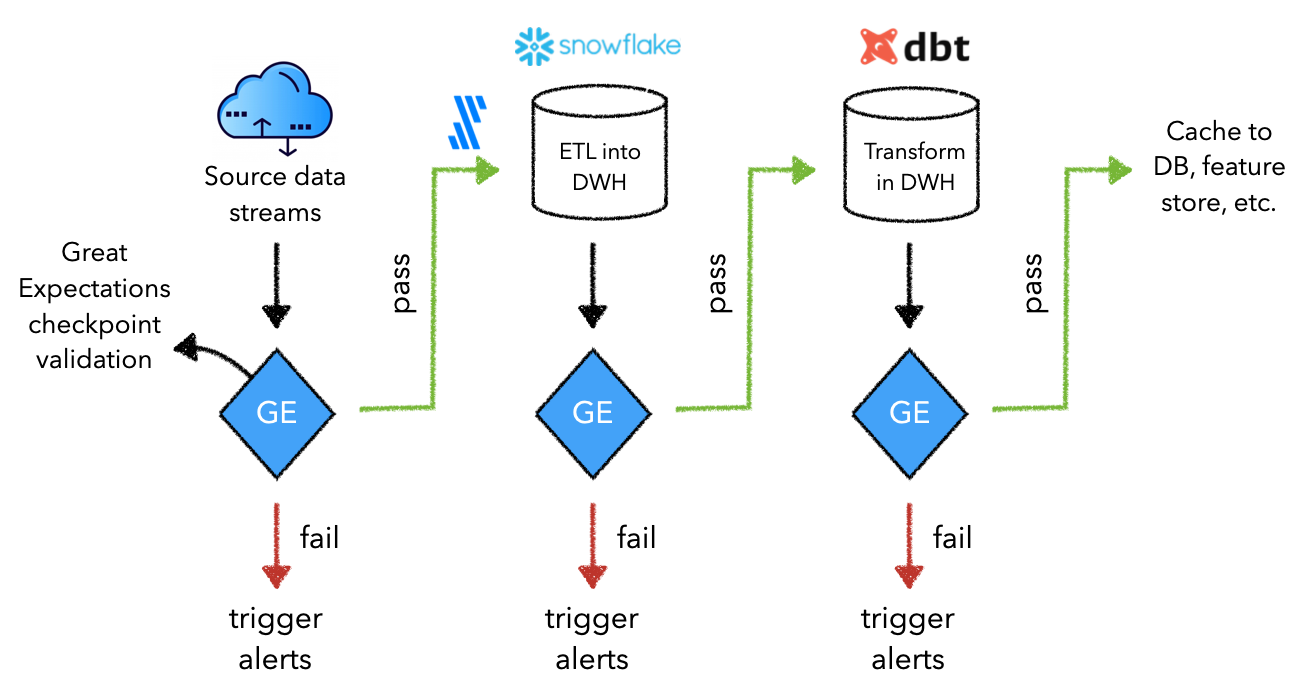 snowflake
dbt
Source data
streams
ETL into
DWH
Transform
in DWH
Cache to
DB, feature
store, etc.
Great
Expectations
checkpoint
validation
pass
pass
pass
GE
GE
GE
fail
fail
fail
trigger
alerts
trigger
alerts
trigger
alerts